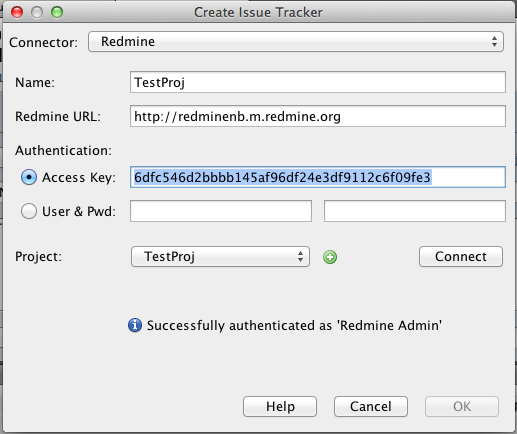 Create Issue Tracker
Connector: Redmine
Name: TestProj
Redmine URL: http://redminenb.m.redmine.org
Authentication:
Access Key: 6dfc546d2bbbb145af96df24e3df9112c6f09fe3
User & Pwd:
Project: TestProj Connect
Successfully authenticated as 'Redmine Admin'
Help Cancel OK